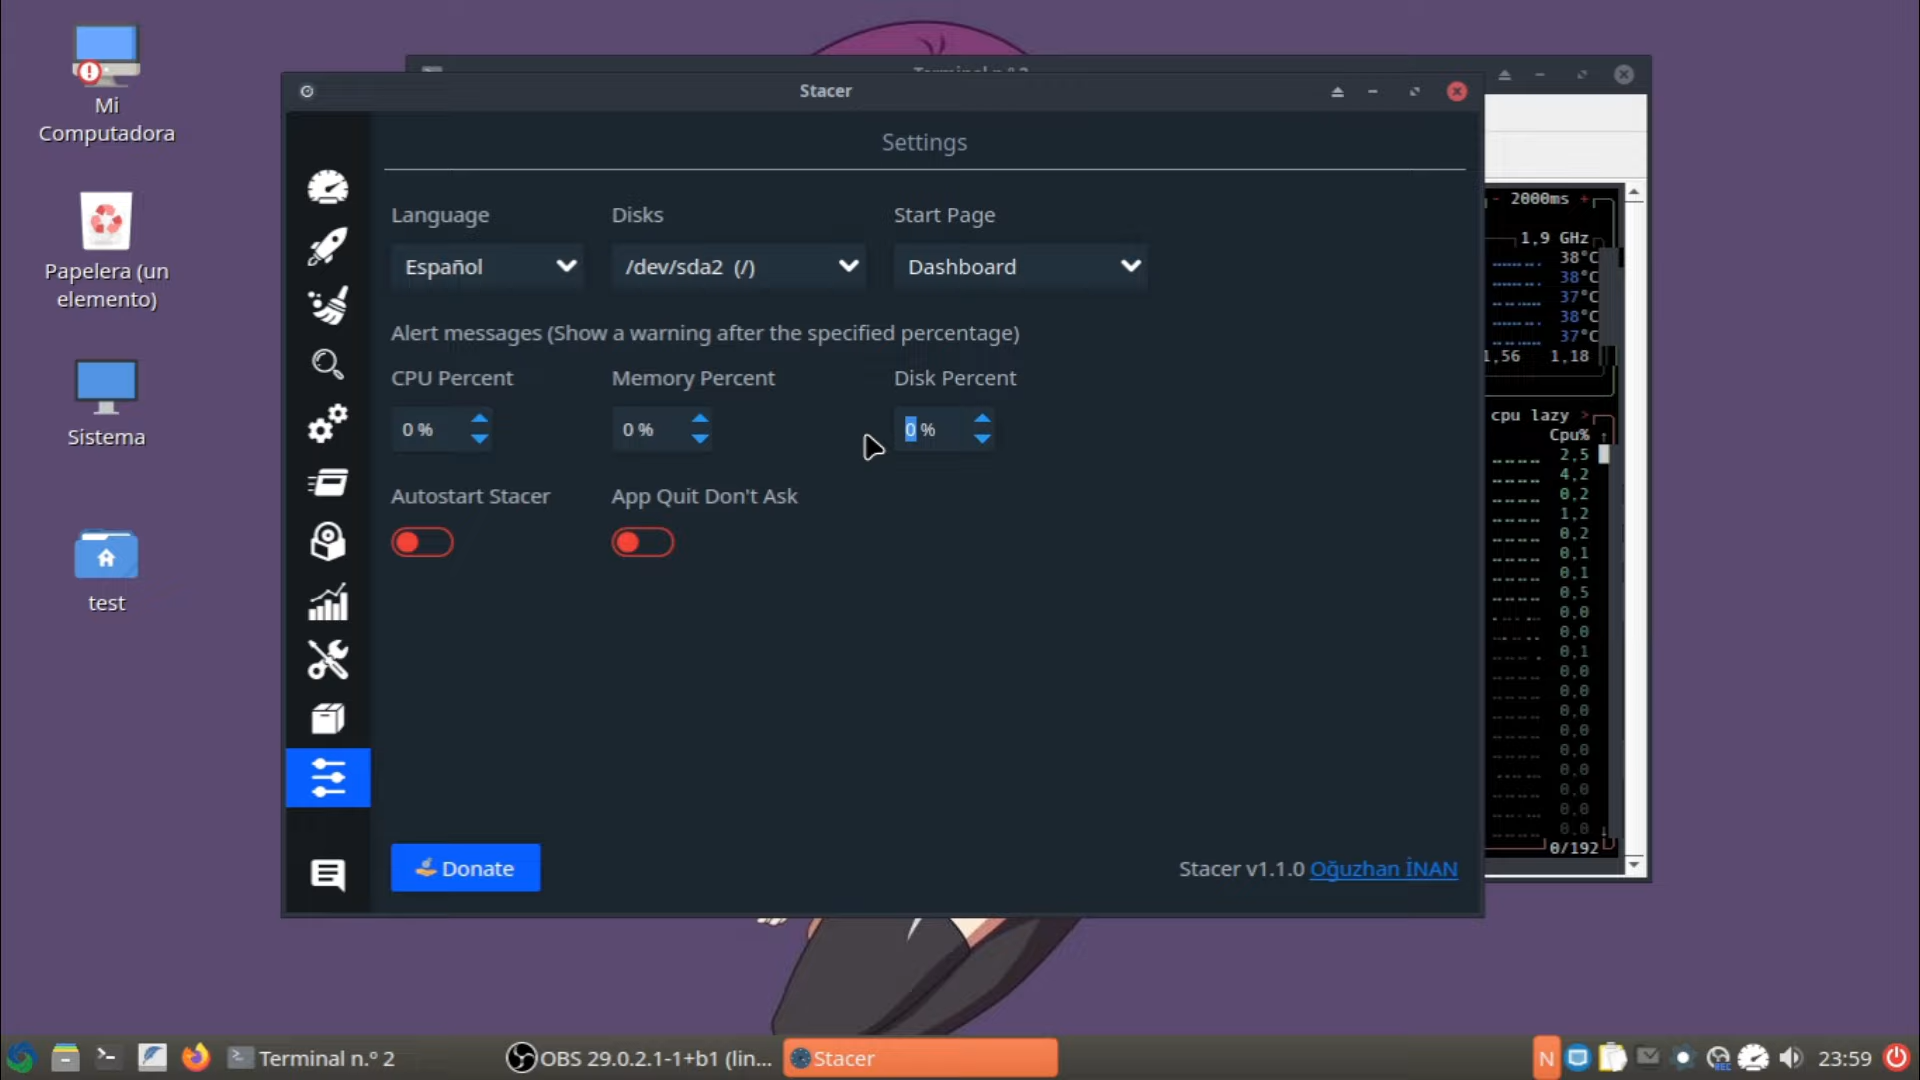 Mi
Computadora
Papelera (un
elemento)
Sistema
test
Stacer
Settings
Language
Disks
Start Page
Español
/dev/sda2 (/)
Dashboard
Alert messages (Show a warning after the specified percentage)
CPU Percent
Memory Percent
Disk Percent
0 %
0 %
0 %
Autostart Stacer
App Quit Don't Ask
Donate
Stacer v1.1.0 Oğuzhan İNAN
- 2000ms +
1,9 GHz
38°C
38°C
37°C
38°C
37°C
1,56 1,18
cpu lazy >
Cpu% ↑
2,5
4,2
0,2
1,2
0,2
0,1
0,1
0,5
0,0
0,0
0,1
0,0
0,0
0,0
0,0
0,0
0,0
0,0
0,0
0,0 ↓
0/192
Terminal n.º 2
OBS 29.0.2.1-1+b1 (lin...
Stacer
N
REC
23:59